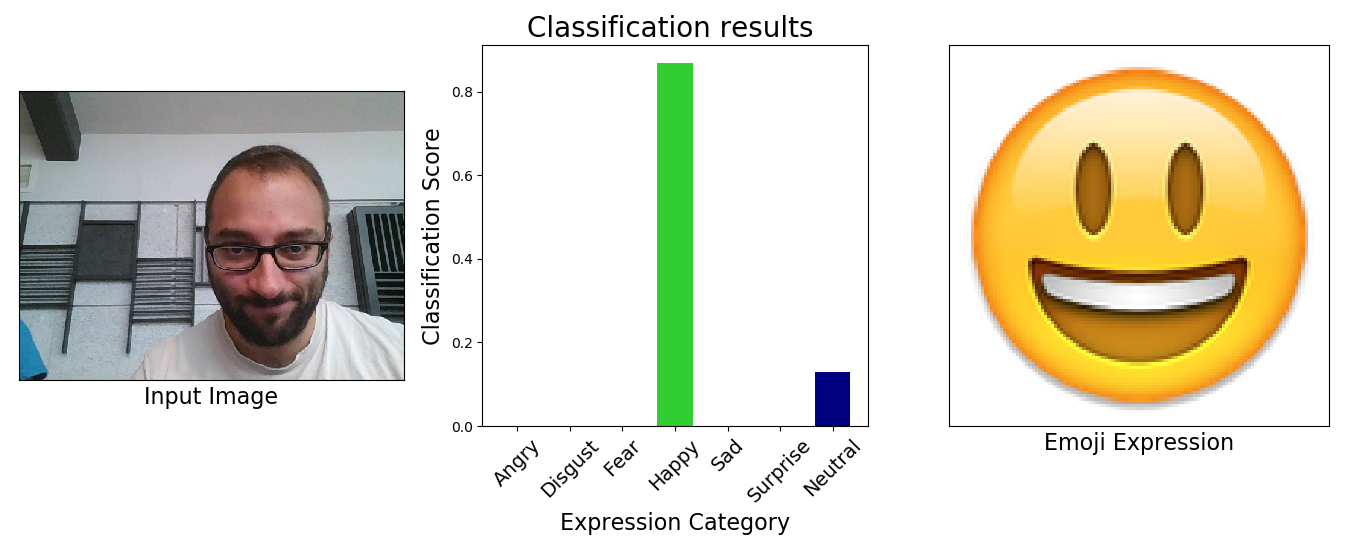 Classification results
Input Image
Classification Score
0.8
0.6
0.4
0.2
0.0
Angry
Disgust
Fear
Happy
Sad
Surprise
Neutral
Expression Category
Emoji Expression